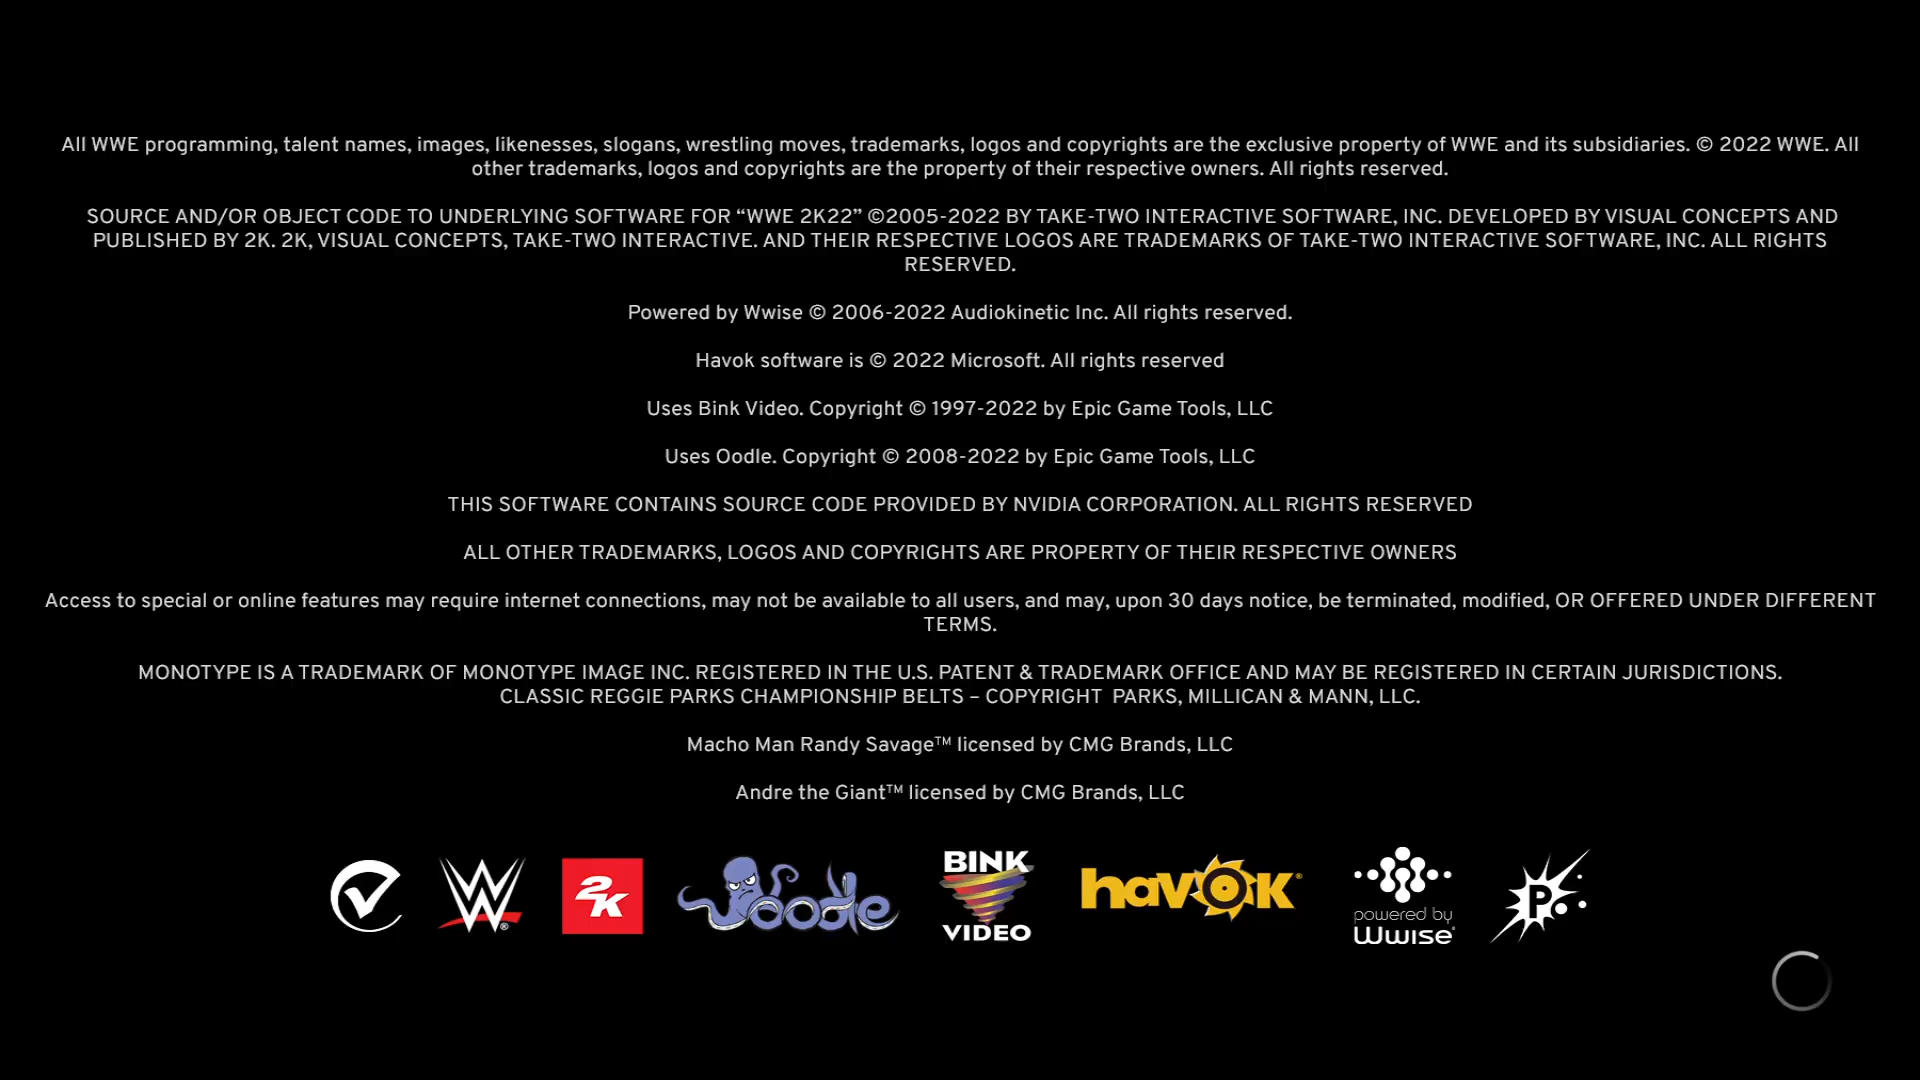 All WWE programming, talent names, images, likenesses, slogans, wrestling moves, trademarks, logos and copyrights are the exclusive property of WWE and its subsidiaries. © 2022 WWE. All
other trademarks, logos and copyrights are the property of their respective owners. All rights reserved.
SOURCE AND/OR OBJECT CODE TO UNDERLYING SOFTWARE FOR “WWE 2K22” ©2005-2022 BY TAKE-TWO INTERACTIVE SOFTWARE, INC. DEVELOPED BY VISUAL CONCEPTS AND
PUBLISHED BY 2K. 2K, VISUAL CONCEPTS, TAKE-TWO INTERACTIVE. AND THEIR RESPECTIVE LOGOS ARE TRADEMARKS OF TAKE-TWO INTERACTIVE SOFTWARE, INC. ALL RIGHTS
RESERVED.
Powered by Wwise © 2006-2022 Audiokinetic Inc. All rights reserved.
Havok software is © 2022 Microsoft. All rights reserved
Uses Bink Video. Copyright © 1997-2022 by Epic Game Tools, LLC
Uses Oodle. Copyright © 2008-2022 by Epic Game Tools, LLC
THIS SOFTWARE CONTAINS SOURCE CODE PROVIDED BY NVIDIA CORPORATION. ALL RIGHTS RESERVED
ALL OTHER TRADEMARKS, LOGOS AND COPYRIGHTS ARE PROPERTY OF THEIR RESPECTIVE OWNERS
Access to special or online features may require internet connections, may not be available to all users, and may, upon 30 days notice, be terminated, modified, OR OFFERED UNDER DIFFERENT
TERMS.
MONOTYPE IS A TRADEMARK OF MONOTYPE IMAGE INC. REGISTERED IN THE U.S. PATENT & TRADEMARK OFFICE AND MAY BE REGISTERED IN CERTAIN JURISDICTIONS.
CLASSIC REGGIE PARKS CHAMPIONSHIP BELTS – COPYRIGHT  PARKS, MILLICAN & MANN, LLC.
Macho Man Randy Savage™ licensed by CMG Brands, LLC
Andre the Giant™ licensed by CMG Brands, LLC
W®
2K
oodle
BINK
VIDEO
havok®
powered by
Wwise®
P